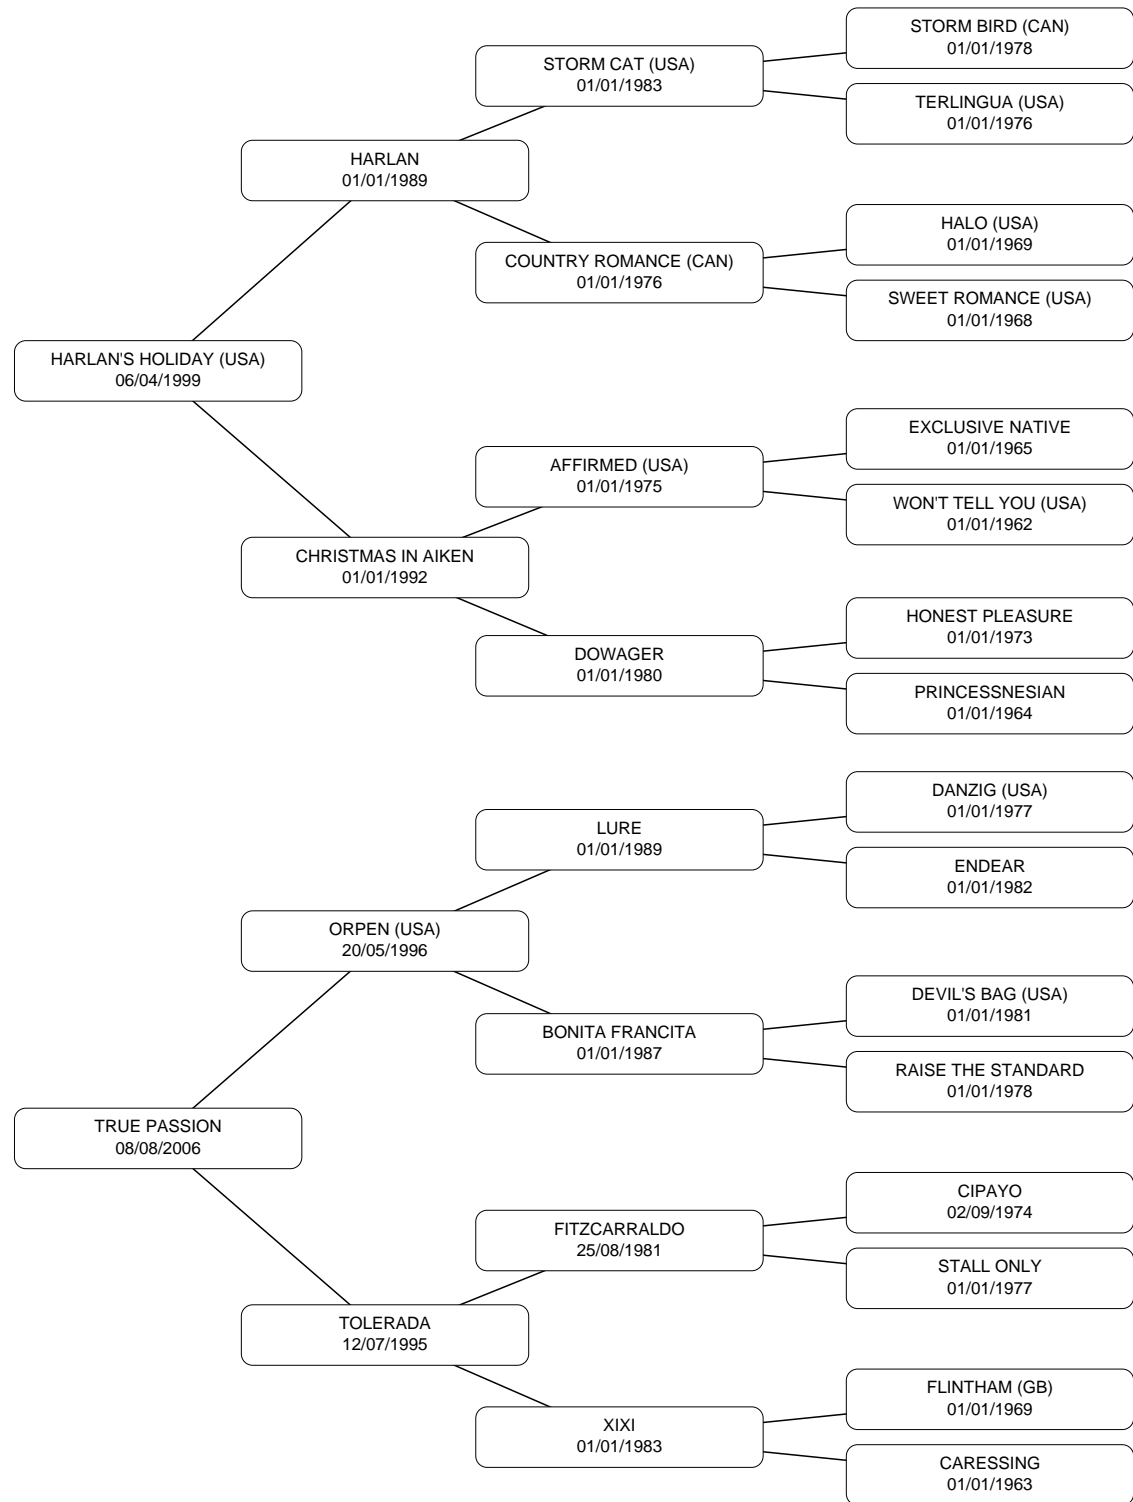 STORM BIRD (CAN)
01/01/1978
STORM CAT (USA)
01/01/1983
TERLINGUA (USA)
01/01/1976
HARLAN
01/01/1989
HALO (USA)
01/01/1969
COUNTRY ROMANCE (CAN)
01/01/1976
SWEET ROMANCE (USA)
01/01/1968
HARLAN'S HOLIDAY (USA)
06/04/1999
EXCLUSIVE NATIVE
01/01/1965
AFFIRMED (USA)
01/01/1975
WON'T TELL YOU (USA)
01/01/1962
CHRISTMAS IN AIKEN
01/01/1992
HONEST PLEASURE
01/01/1973
DOWAGER
01/01/1980
PRINCESSNESIAN
01/01/1964
DANZIG (USA)
01/01/1977
LURE
01/01/1989
ENDEAR
01/01/1982
ORPEN (USA)
20/05/1996
DEVIL'S BAG (USA)
01/01/1981
BONITA FRANCITA
01/01/1987
RAISE THE STANDARD
01/01/1978
TRUE PASSION
08/08/2006
CIPAYO
02/09/1974
FITZCARRALDO
25/08/1981
STALL ONLY
01/01/1977
TOLERADA
12/07/1995
FLINTHAM (GB)
01/01/1969
XIXI
01/01/1983
CARESSING
01/01/1963